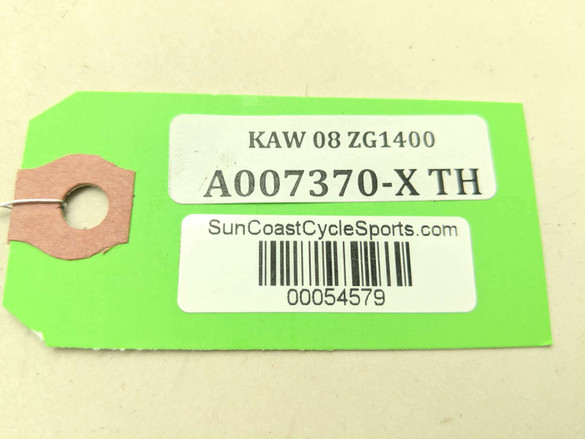 KAW 08 ZG1400
A007370-X TH
SunCoastCycleSports.com
00054579